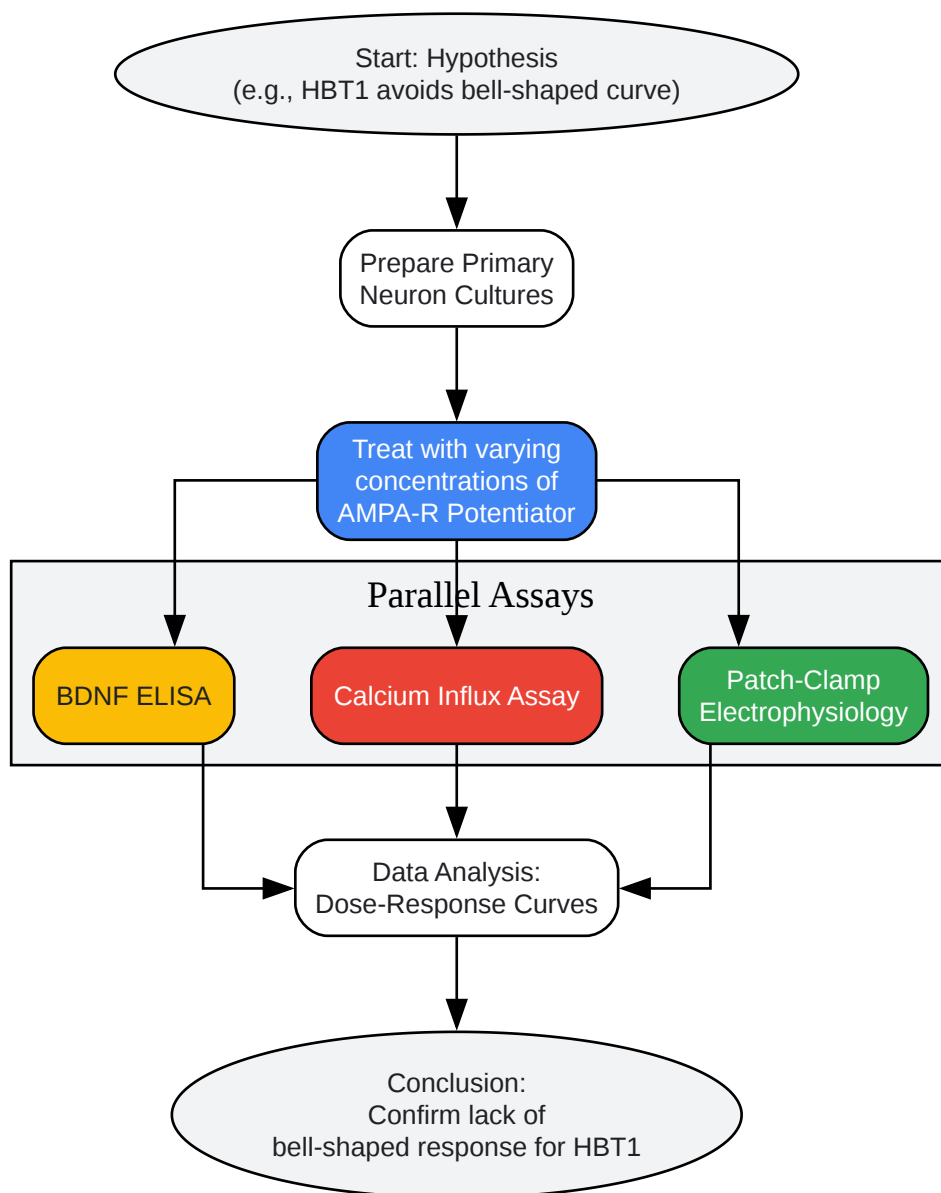 Start: Hypothesis
(e.g., HBT1 avoids bell-shaped curve)
Prepare Primary
Neuron Cultures
Treat with varying
concentrations of
AMPA-R Potentiator
Parallel Assays
BDNF ELISA
Calcium Influx Assay
Patch-Clamp
Electrophysiology
Data Analysis:
Dose-Response Curves
Conclusion:
Confirm lack of
bell-shaped response for HBT1